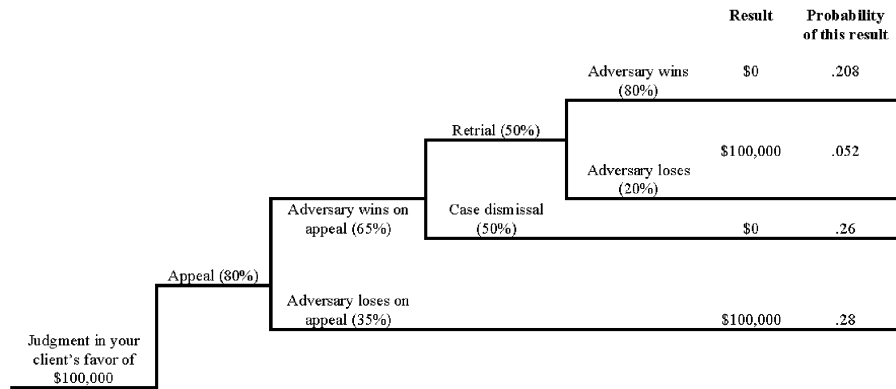 Result Probability
of this result
Adversary wins $0 .208
(80%)
Retrial (50%)
$100,000 .052
Adversary loses
(20%)
Adversary wins on Case dismissal
appeal (65%) (50%) $0 .26
Appeal (80%)
Adversary loses on
appeal (35%) $100,000 .28
Judgment in your
client's favor of
$100,000